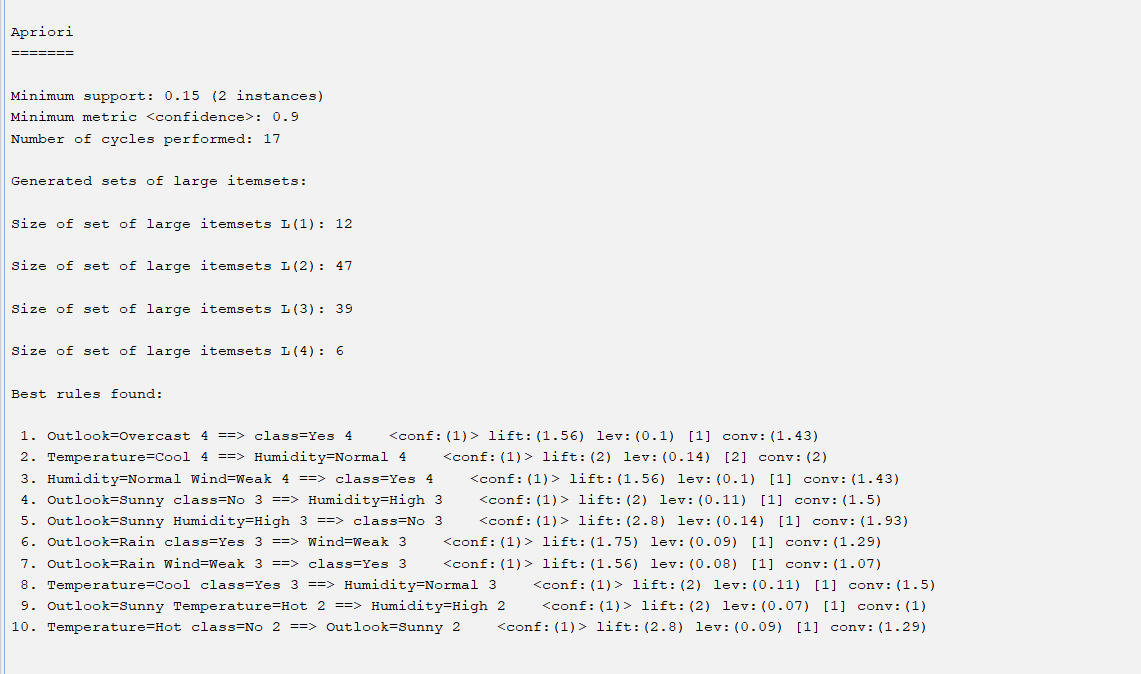 Apriori
=======
Minimum support: 0.15 (2 instances)
Minimum metric <confidence>: 0.9
Number of cycles performed: 17
Generated sets of large itemsets:
Size of set of large itemsets L(1): 12
Size of set of large itemsets L(2): 47
Size of set of large itemsets L(3): 39
Size of set of large itemsets L(4): 6
Best rules found:
1. Outlook=Overcast 4 ==> class=Yes 4    <conf:(1)> lift:(1.56) lev:(0.1) [1] conv:(1.43)
2. Temperature=Cool 4 ==> Humidity=Normal 4    <conf:(1)> lift:(2) lev:(0.14) [2] conv:(2)
3. Humidity=Normal Wind=Weak 4 ==> class=Yes 4    <conf:(1)> lift:(1.56) lev:(0.1) [1] conv:(1.43)
4. Outlook=Sunny class=No 3 ==> Humidity=High 3    <conf:(1)> lift:(2) lev:(0.11) [1] conv:(1.5)
5. Outlook=Sunny Humidity=High 3 ==> class=No 3    <conf:(1)> lift:(2.8) lev:(0.14) [1] conv:(1.93)
6. Outlook=Rain class=Yes 3 ==> Wind=Weak 3    <conf:(1)> lift:(1.75) lev:(0.09) [1] conv:(1.29)
7. Outlook=Rain Wind=Weak 3 ==> class=Yes 3    <conf:(1)> lift:(1.56) lev:(0.08) [1] conv:(1.07)
8. Temperature=Cool class=Yes 3 ==> Humidity=Normal 3    <conf:(1)> lift:(2) lev:(0.11) [1] conv:(1.5)
9. Outlook=Sunny Temperature=Hot 2 ==> Humidity=High 2    <conf:(1)> lift:(2) lev:(0.07) [1] conv:(1)
10. Temperature=Hot class=No 2 ==> Outlook=Sunny 2    <conf:(1)> lift:(2.8) lev:(0.09) [1] conv:(1.29)